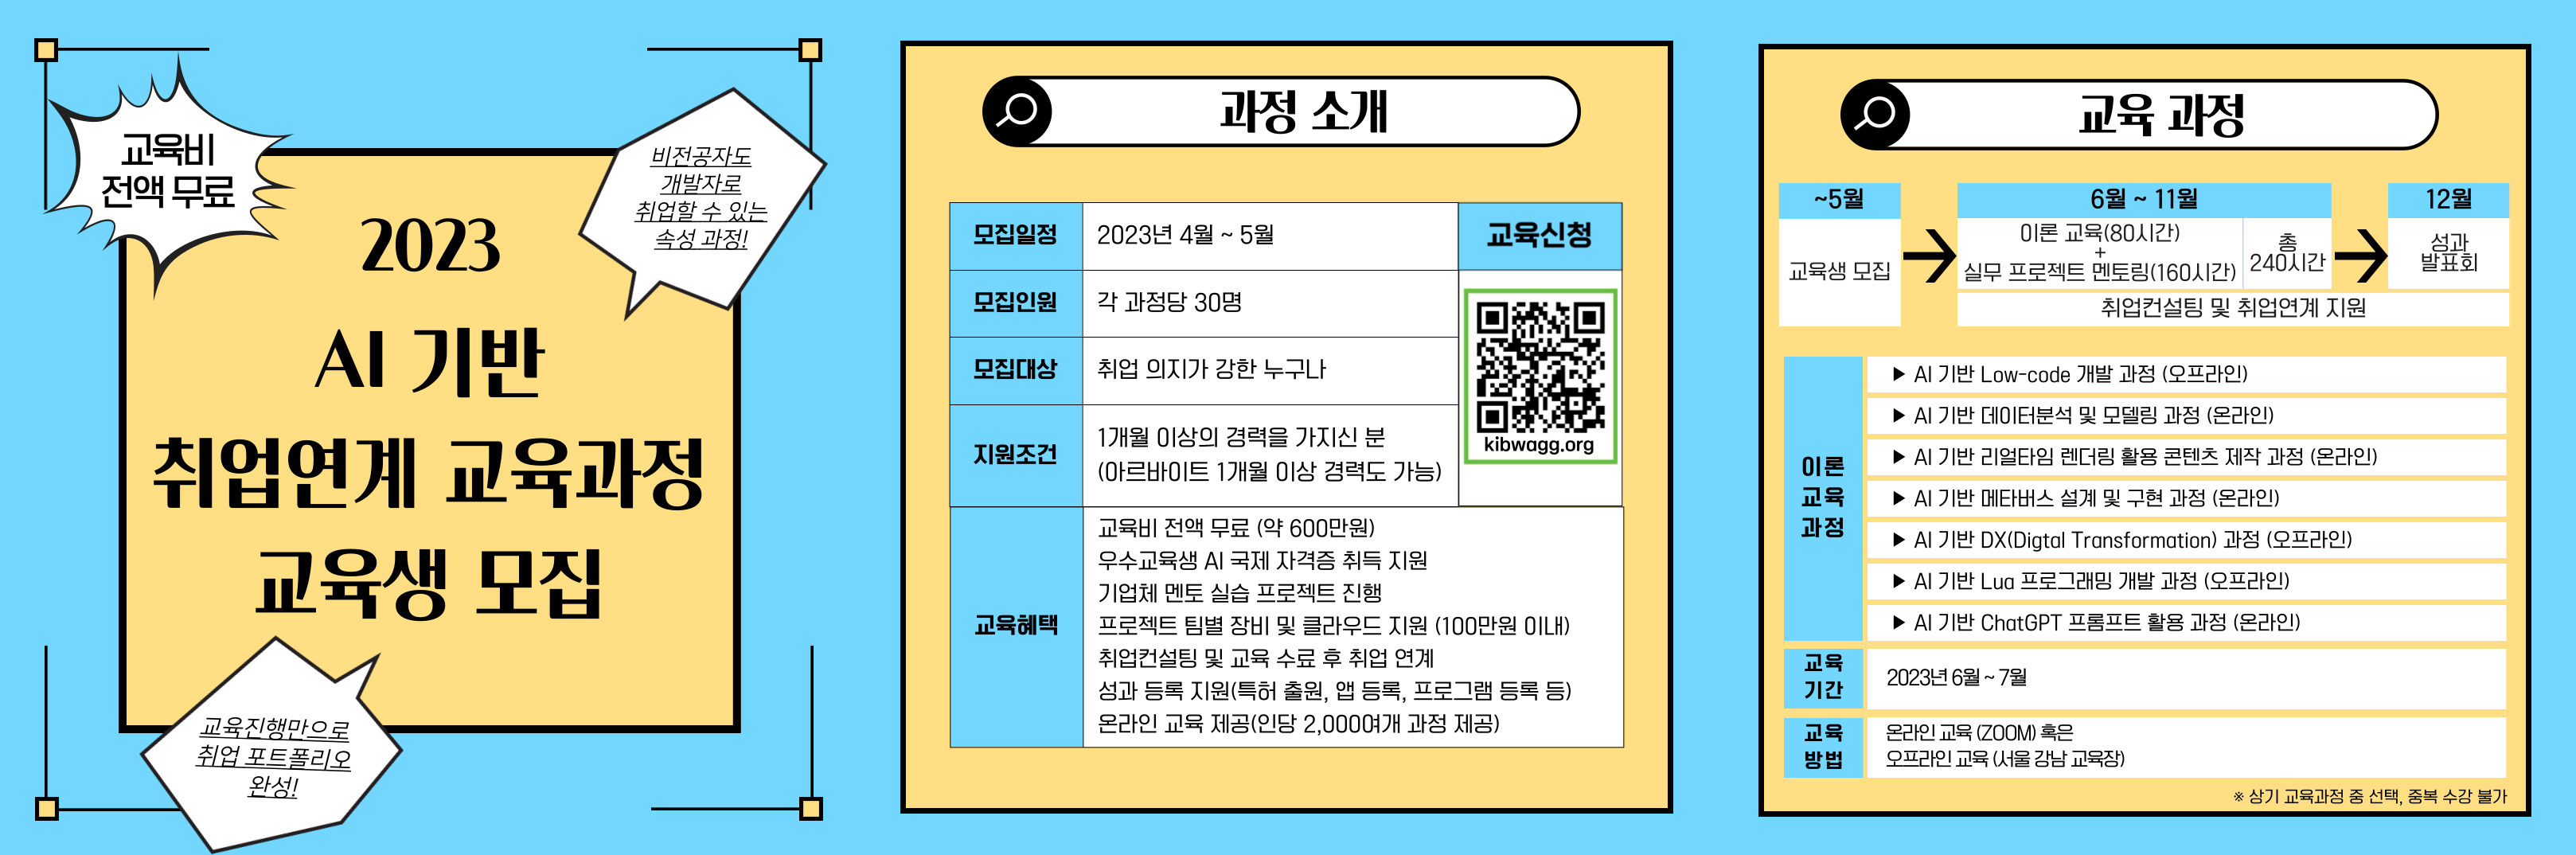 교육비
전액 무료
비전공자도
개발자로
취업할 수 있는
속성 과정!
2023
AI 기반
취업연계 교육과정
교육생 모집
교육진행만으로
취업 포트폴리오
완성!
과정 소개
모집일정
2023년 4월 ~ 5월
교육신청
모집인원
각 과정당 30명
모집대상
취업 의지가 강한 누구나
kibwagg.org
지원조건
1개월 이상의 경력을 가지신 분
(아르바이트 1개월 이상 경력도 가능)
교육혜택
교육비 전액 무료 (약 600만원)
우수교육생 AI 국제 자격증 취득 지원
기업체 멘토 실습 프로젝트 진행
프로젝트 팀별 장비 및 클라우드 지원 (100만원 이내)
취업컨설팅 및 교육 수료 후 취업 연계
성과 등록 지원(특허 출원, 앱 등록, 프로그램 등록 등)
온라인 교육 제공(인당 2,000여개 과정 제공)
교육 과정
~5월
교육생 모집
6월 ~ 11월
이론 교육(80시간)
+
실무 프로젝트 멘토링(160시간)
총
240시간
12월
성과
발표회
취업컨설팅 및 취업연계 지원
이론
교육
과정
▶ AI 기반 Low-code 개발 과정 (오프라인)
▶ AI 기반 데이터분석 및 모델링 과정 (온라인)
▶ AI 기반 리얼타임 렌더링 활용 콘텐츠 제작 과정 (온라인)
▶ AI 기반 메타버스 설계 및 구현 과정 (온라인)
▶ AI 기반 DX(Digtal Transformation) 과정 (오프라인)
▶ AI 기반 Lua 프로그래밍 개발 과정 (오프라인)
▶ AI 기반 ChatGPT 프롬프트 활용 과정 (온라인)
교육
기간
2023년 6월 ~ 7월
교육
방법
온라인 교육 (ZOOM) 혹은
오프라인 교육 (서울 강남 교육장)
※ 상기 교육과정 중 선택, 중복 수강 불가